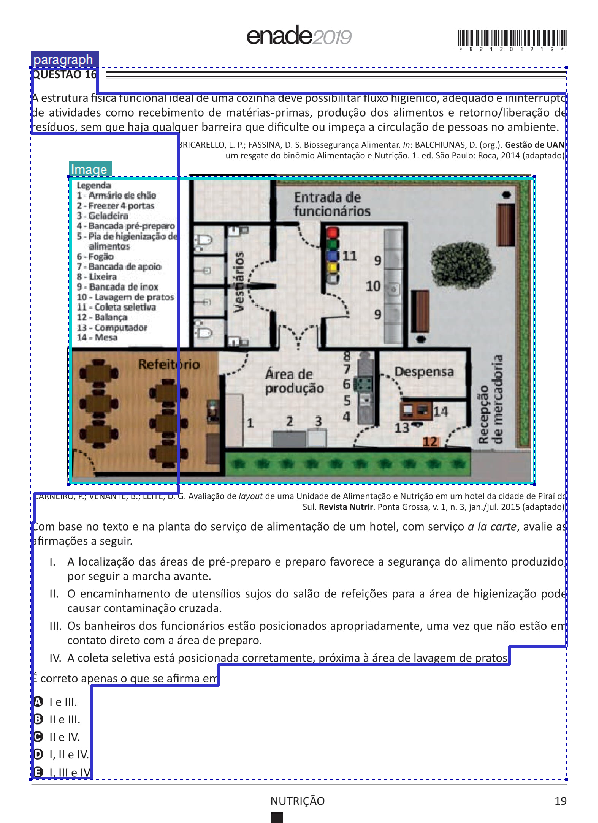 enade2019
paragraph
QUESTÃO 16
A estrutura física funcional ideal de uma cozinha deve possibilitar fluxo higiênico, adequado e ininterrupto
de atividades como recebimento de matérias-primas, produção dos alimentos e retorno/liberação de
resíduos, sem que haja qualquer barreira que dificulte ou impeça a circulação de pessoas no ambiente.
BRICARELLO, L. P.; FASSINA, D. S. Biossegurança Alimentar. In: BALCHIUNAS, D. (org.). Gestão de UAN:
um resgate do binômio Alimentação e Nutrição. 1. ed. São Paulo: Roca, 2014 (adaptado).
Image
Legenda
1 - Armário de chão
2 - Freezer 4 portas
3 - Geladeira
4 - Bancada pré-preparo
5 - Pia de higienização de
alimentos
6 - Fogão
7 - Bancada de apoio
8 - Lixeira
9 - Bancada de inox
10 - Lavagem de pratos
11 - Coleta seletiva
12 - Balança
13 - Computador
14 - Mesa
Entrada de
funcionários
Vestiários
11
9
10
9
Refeitório
Área de
produção
8
7
6
5
4
Despensa
1
2
3
14
13
12
Recepção
de mercadoria
CARNEIRO, F.; VENANTE, D.; LEITE, D. G. Avaliação de layout de uma Unidade de Alimentação e Nutrição em um hotel da cidade de Piraí do
Sul. Revista Nutrir. Ponta Grossa, v. 1, n. 3, jan./jul. 2015 (adaptado).
Com base no texto e na planta do serviço de alimentação de um hotel, com serviço a la carte, avalie as
afirmações a seguir.
I. A localização das áreas de pré-preparo e preparo favorece a segurança do alimento produzido,
por seguir a marcha avante.
II. O encaminhamento de utensílios sujos do salão de refeições para a área de higienização pode
causar contaminação cruzada.
III. Os banheiros dos funcionários estão posicionados apropriadamente, uma vez que não estão em
contato direto com a área de preparo.
IV. A coleta seletiva está posicionada corretamente, próxima à área de lavagem de pratos.
É correto apenas o que se afirma em
A I e III.
B II e III.
C II e IV.
D I, II e IV.
E I, III e IV.
NUTRIÇÃO
19